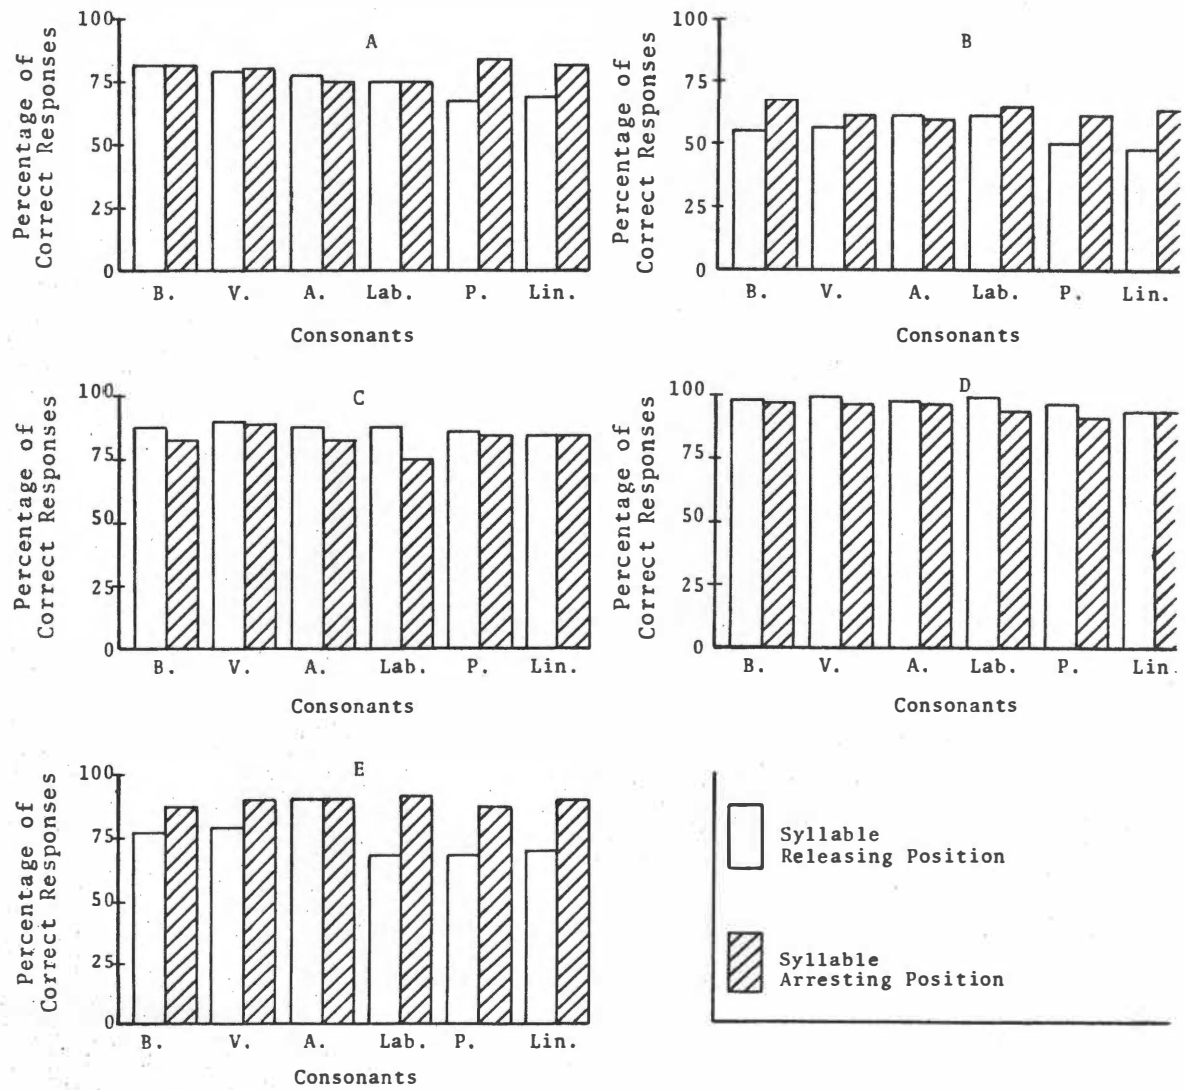 A
Percentage of
Correct Responses
100
75
50
25
0
B. V. A. Lab. P. Lin.
Consonants
B
Percentage of
Correct Responses
100
75
50
25
0
B. V. A. Lab. P. Lin.
Consonants
C
Percentage of
Correct Responses
100
75
50
25
0
B. V. A. Lab. P. Lin.
Consonants
D
Percentage of
Correct Responses
100
75
50
25
0
B. V. A. Lab. P. Lin
Consonants
E
Percentage of
Correct Responses
100
75
50
25
0
B. V. A. Lab. P. Lin.
Consonants
Syllable
Releasing Position
Syllable
Arresting Position